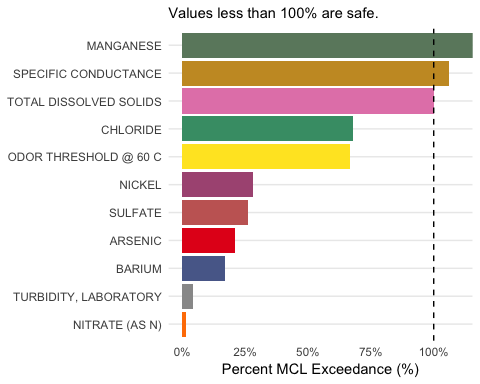 Values less than 100% are safe.
MANGANESE
SPECIFIC CONDUCTANCE
TOTAL DISSOLVED SOLIDS
CHLORIDE
ODOR THRESHOLD @ 60 C
NICKEL
SULFATE
ARSENIC
BARIUM
TURBIDITY, LABORATORY
NITRATE (AS N)
0% 25% 50% 75% 100%
Percent MCL Exceedance (%)